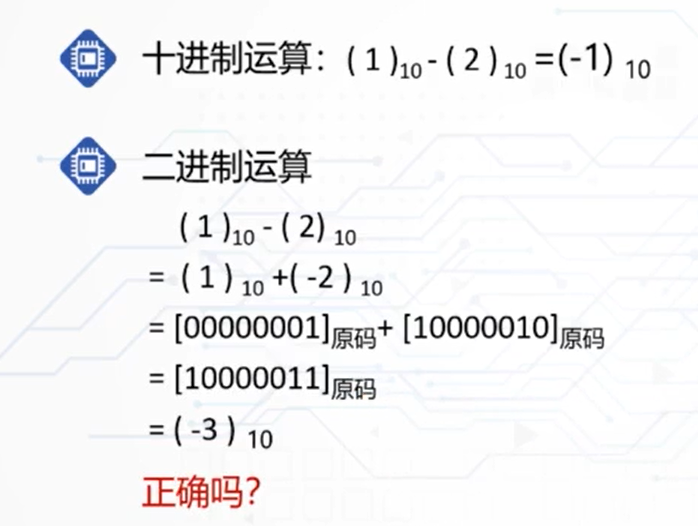 十进制运算：( 1 )10 - ( 2 ) 10 =(-1) 10
二进制运算
( 1 )10 - ( 2) 10
= ( 1 ) 10 +( -2 ) 10
= [00000001]原码+ [10000010]原码
= [10000011]原码
= ( -3 ) 10
正确吗？